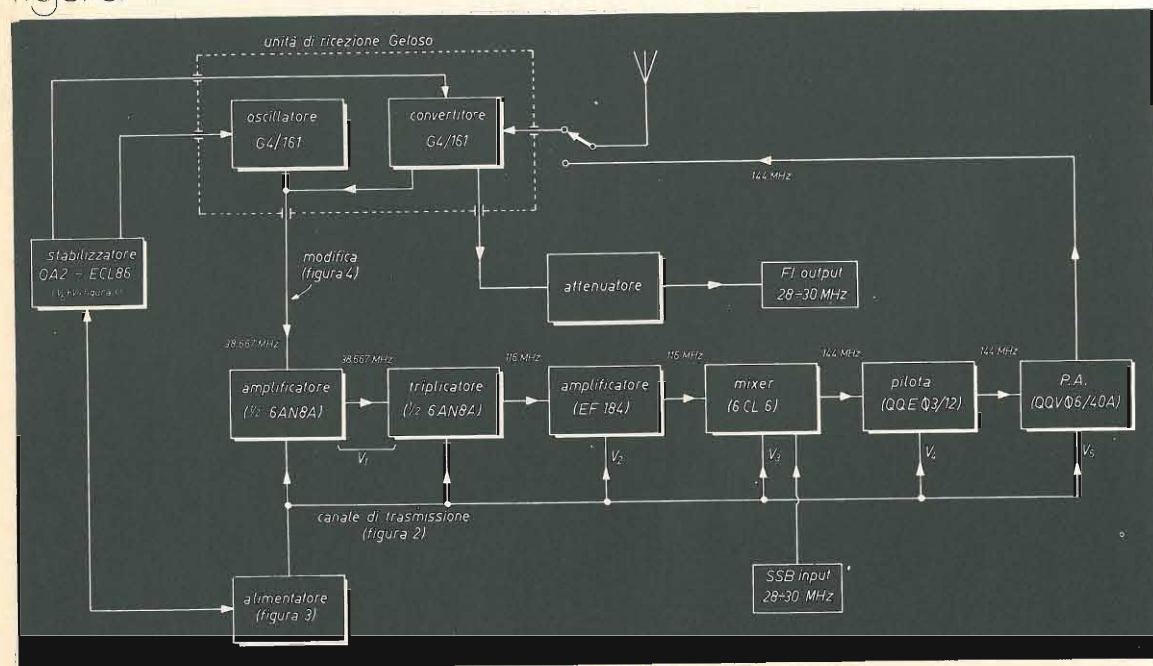 unità di ricezione Geloso
oscillatore
G4/161
convertitore
G4/161
144 MHz
stabilizzatore
OA2 - ECL86
modifica
(figura 4)
attenuatore
FI output
28÷30 MHz
38.667 MHz
38.667 MHz
116 MHz
116 MHz
144 MHz
144 MHz
amplificatore
(½ 6AN8A)
triplicatore
(½ 6AN8A)
amplificatore
(EF 184)
mixer
(6CL6)
pilota
(QQE Φ3/12)
P.A.
(QQVΦ6/40A)
V₁
V₂
V₃
V₄
V₅
canale di trasmissione
(figura 2)
alimentatore
(figura 3)
SSB input
28÷30 MHz